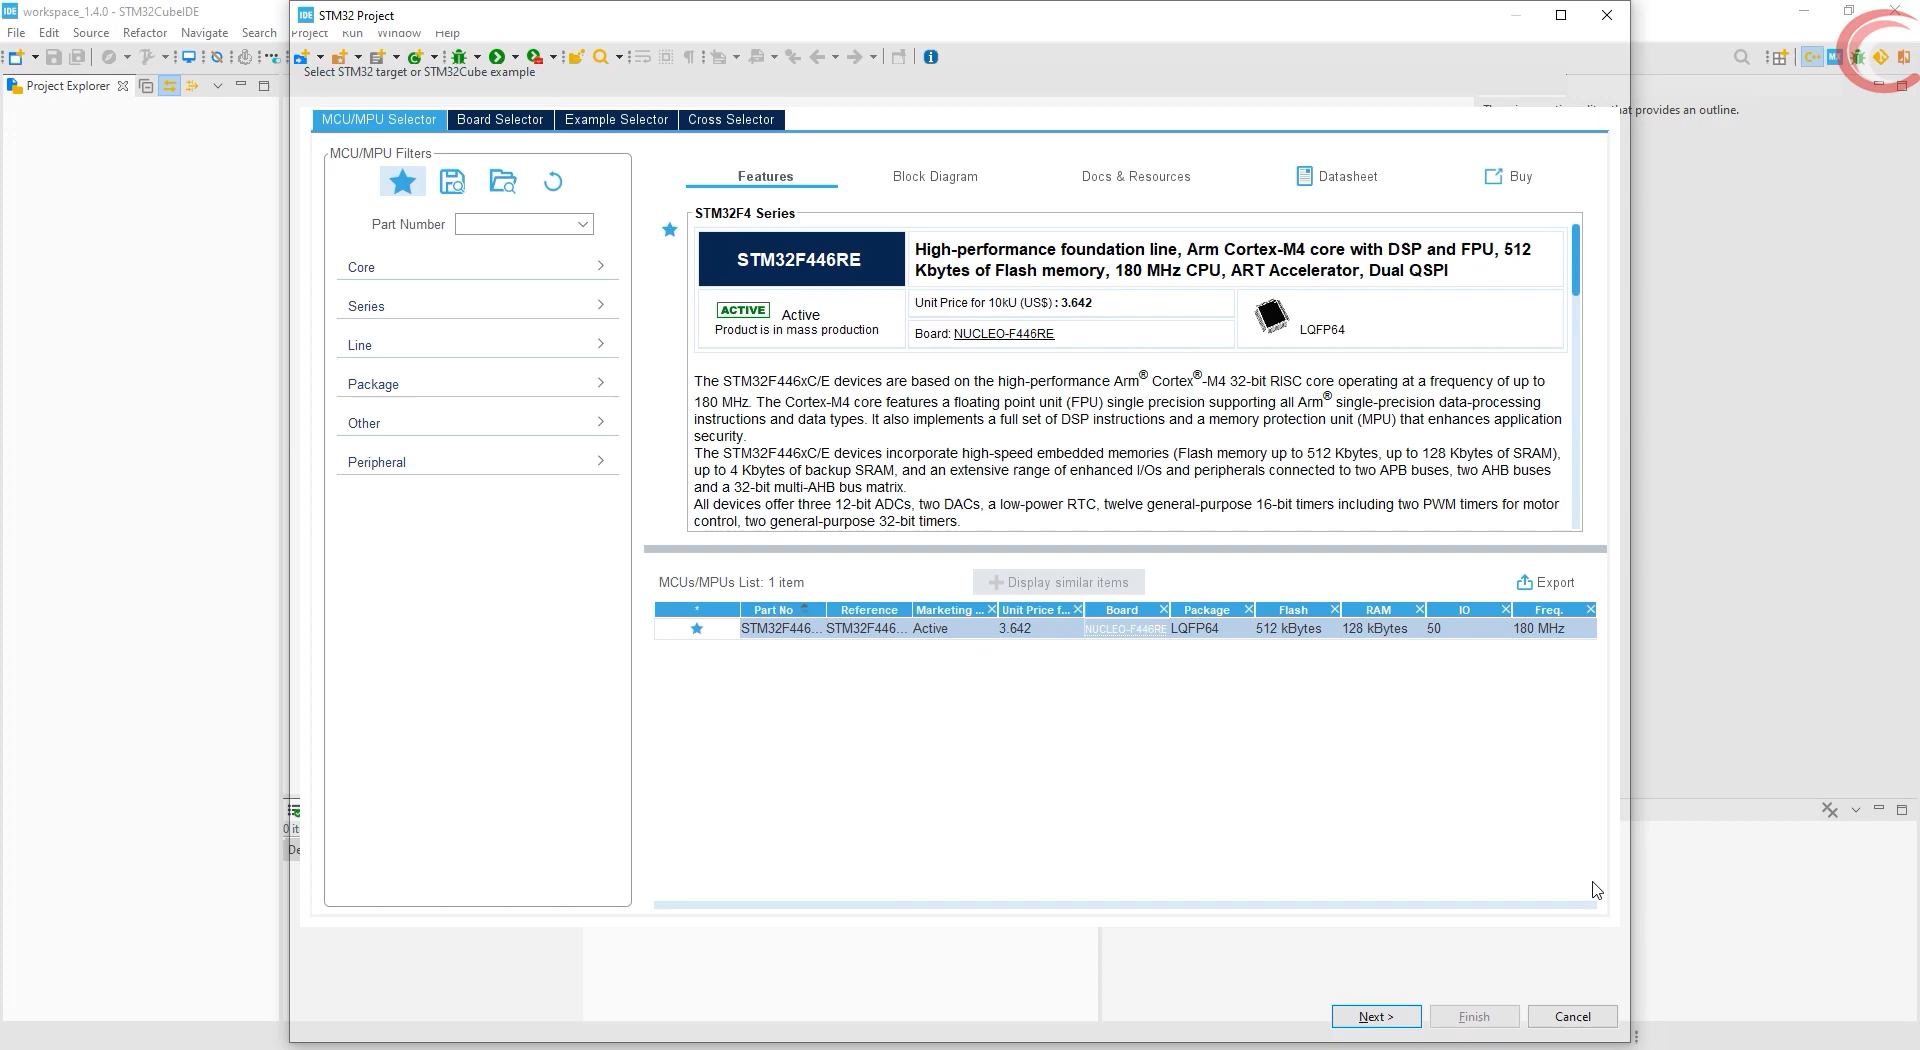 IDE workspace_1.4.0 - STM32CubeIDE
IDE STM32 Project
File Edit Source Refactor Navigate Search Project Run Window Help
Select STM32 target or STM32Cube example
Project Explorer
MCU/MPU Selector Board Selector Example Selector Cross Selector
that provides an outline.
MCU/MPU Filters
Part Number
Core
Series
Line
Package
Other
Peripheral
Features Block Diagram Docs & Resources Datasheet Buy
STM32F4 Series
STM32F446RE
High-performance foundation line, Arm Cortex-M4 core with DSP and FPU, 512
Kbytes of Flash memory, 180 MHz CPU, ART Accelerator, Dual QSPI
ACTIVE Active
Product is in mass production
Unit Price for 10kU (US$) : 3.642
Board: NUCLEO-F446RE
LQFP64
The STM32F446xC/E devices are based on the high-performance Arm® Cortex®-M4 32-bit RISC core operating at a frequency of up to
180 MHz. The Cortex-M4 core features a floating point unit (FPU) single precision supporting all Arm® single-precision data-processing
instructions and data types. It also implements a full set of DSP instructions and a memory protection unit (MPU) that enhances application
security.
The STM32F446xC/E devices incorporate high-speed embedded memories (Flash memory up to 512 Kbytes, up to 128 Kbytes of SRAM),
up to 4 Kbytes of backup SRAM, and an extensive range of enhanced I/Os and peripherals connected to two APB buses, two AHB buses
and a 32-bit multi-AHB bus matrix.
All devices offer three 12-bit ADCs, two DACs, a low-power RTC, twelve general-purpose 16-bit timers including two PWM timers for motor
control, two general-purpose 32-bit timers.
MCUs/MPUs List: 1 item
Display similar items
Export
* Part No Reference Marketing ... Unit Price f... Board Package Flash RAM IO Freq.
STM32F446... STM32F446... Active 3.642 NUCLEO-F446RE LQFP64 512 kBytes 128 kBytes 50 180 MHz
0 it
De
Next > Finish Cancel